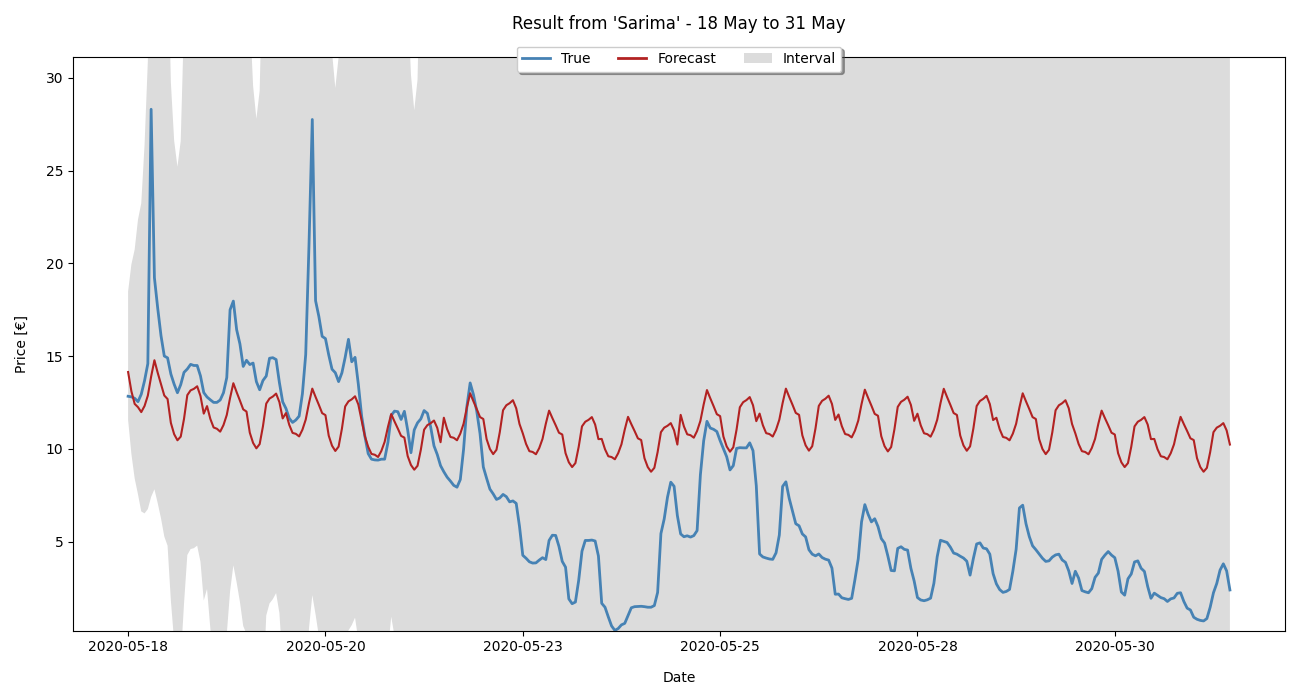 Result from 'Sarima' - 18 May to 31 May
True Forecast Interval
30
25
20
15
10
5
Price [€]
2020-05-18 2020-05-20 2020-05-23 2020-05-25 2020-05-28 2020-05-30
Date